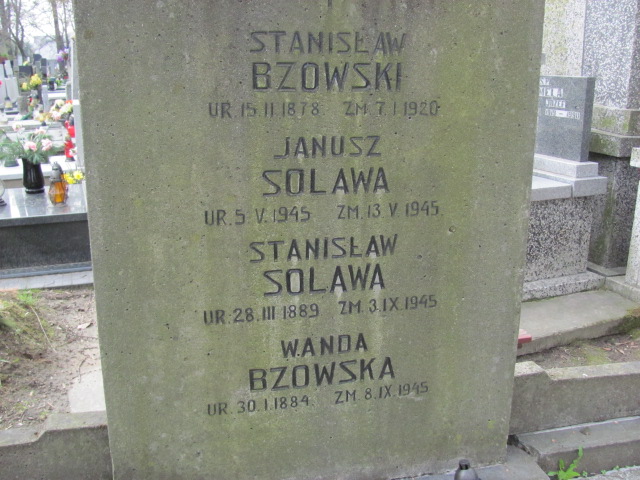 STANISŁAW
BZOWSKI
UR.15.II.1878 ZM.7.I.1920
JANUSZ
SOLAWA
UR.5 V.1945 ZM.13 V.1945
STANISŁAW
SOLAWA
UR.28.III 1889 ZM.3.IX.1945
WANDA
BZOWSKA
UR.30.I.1884. ZM.8.IX.1945